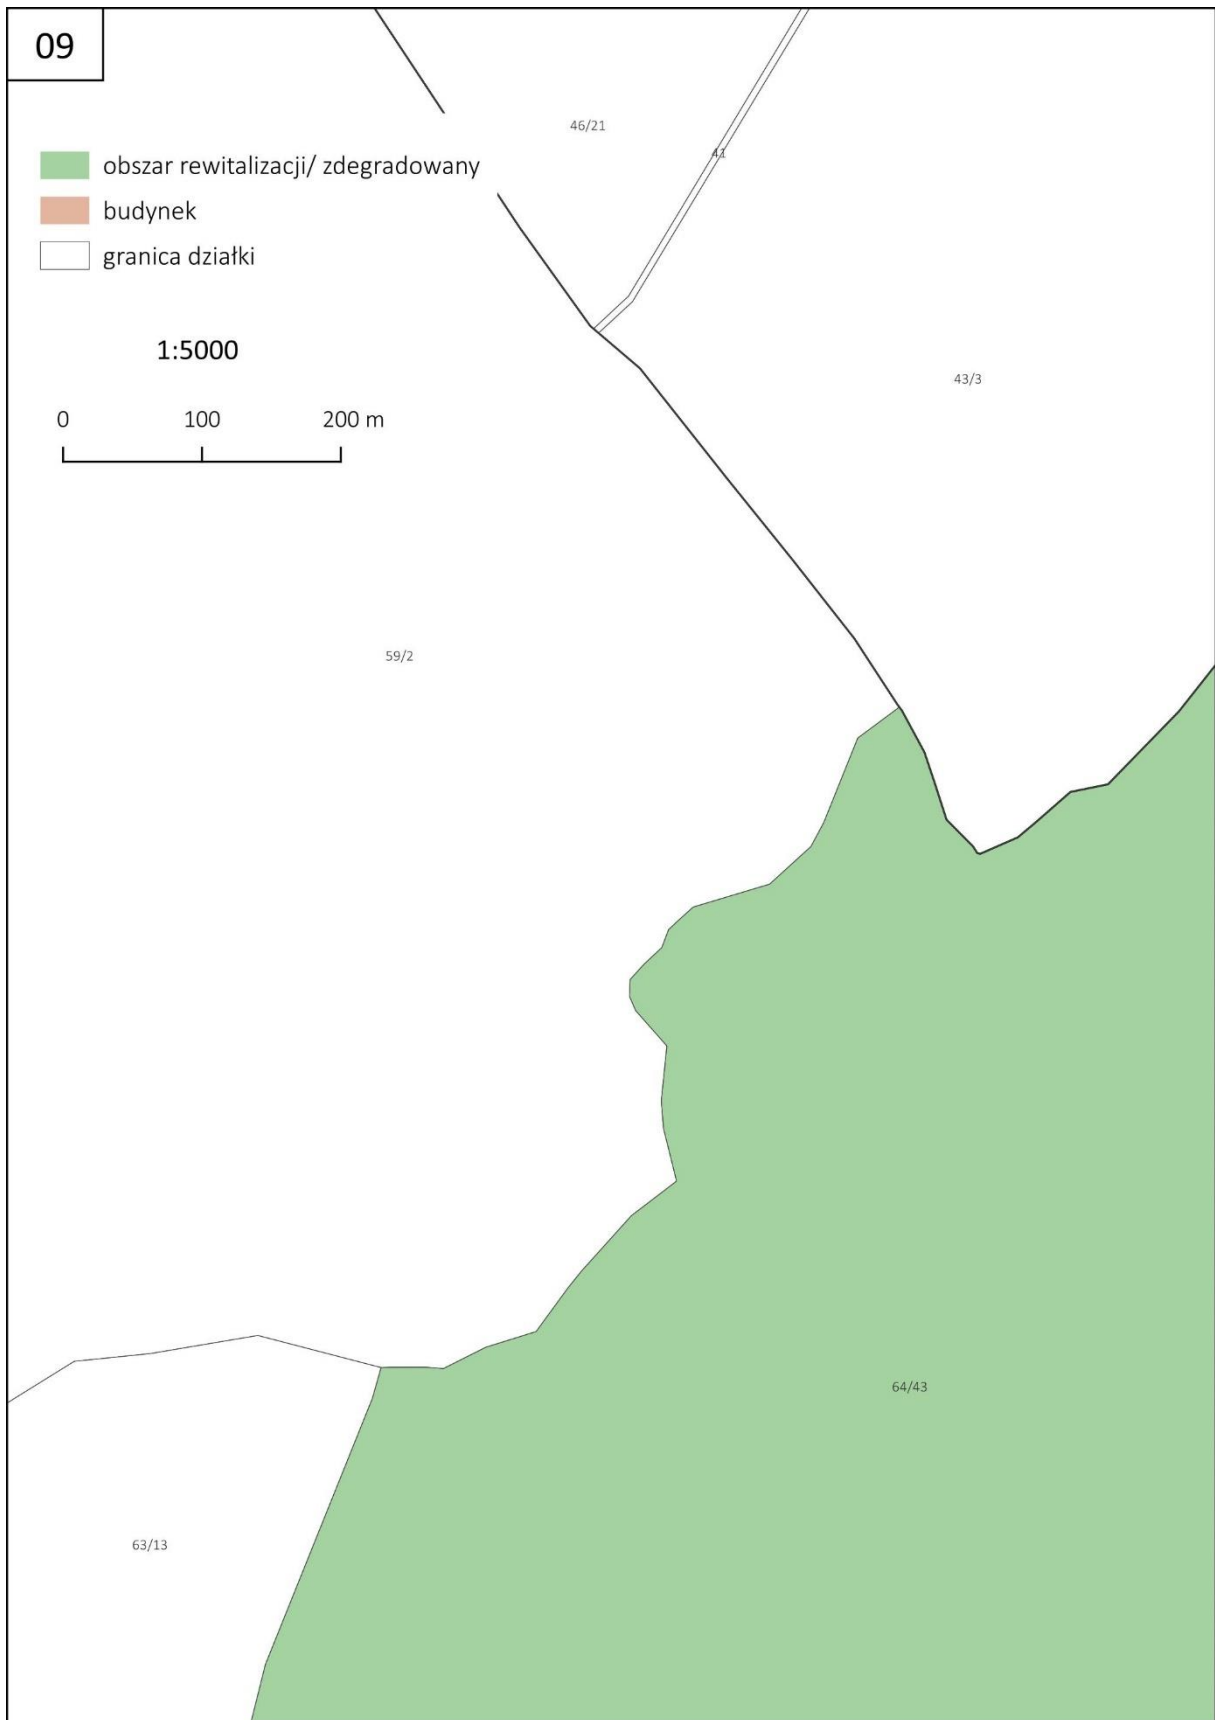 09
46/21
41
obszar rewitalizacji/ zdegradowany
budynek
granica działki
1:5000
43/3
0 100 200 m
59/2
64/43
63/13